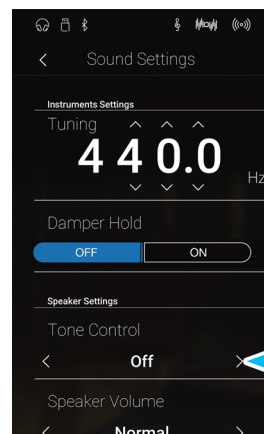 Sound Settings
Instruments Settings
Tuning
440.0
Hz
Damper Hold
OFF ON
Speaker Settings
Tone Control
Off
Speaker Volume
Normal